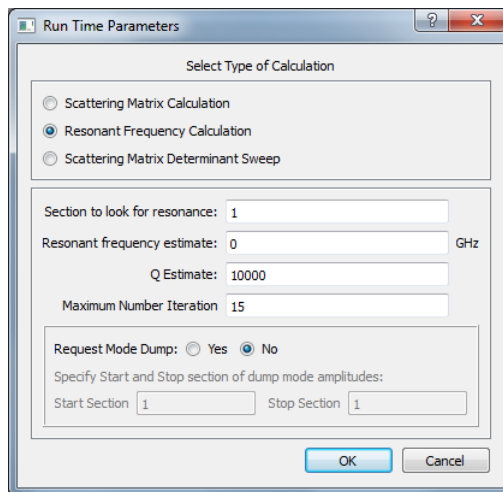 Run Time Parameters
Select Type of Calculation
Scattering Matrix Calculation
Resonant Frequency Calculation
Scattering Matrix Determinant Sweep
Section to look for resonance: 1
Resonant frequency estimate: 0 GHz
Q Estimate: 10000
Maximum Number Iteration 15
Request Mode Dump: Yes No
Specify Start and Stop section of dump mode amplitudes:
Start Section 1 Stop Section 1
OK Cancel